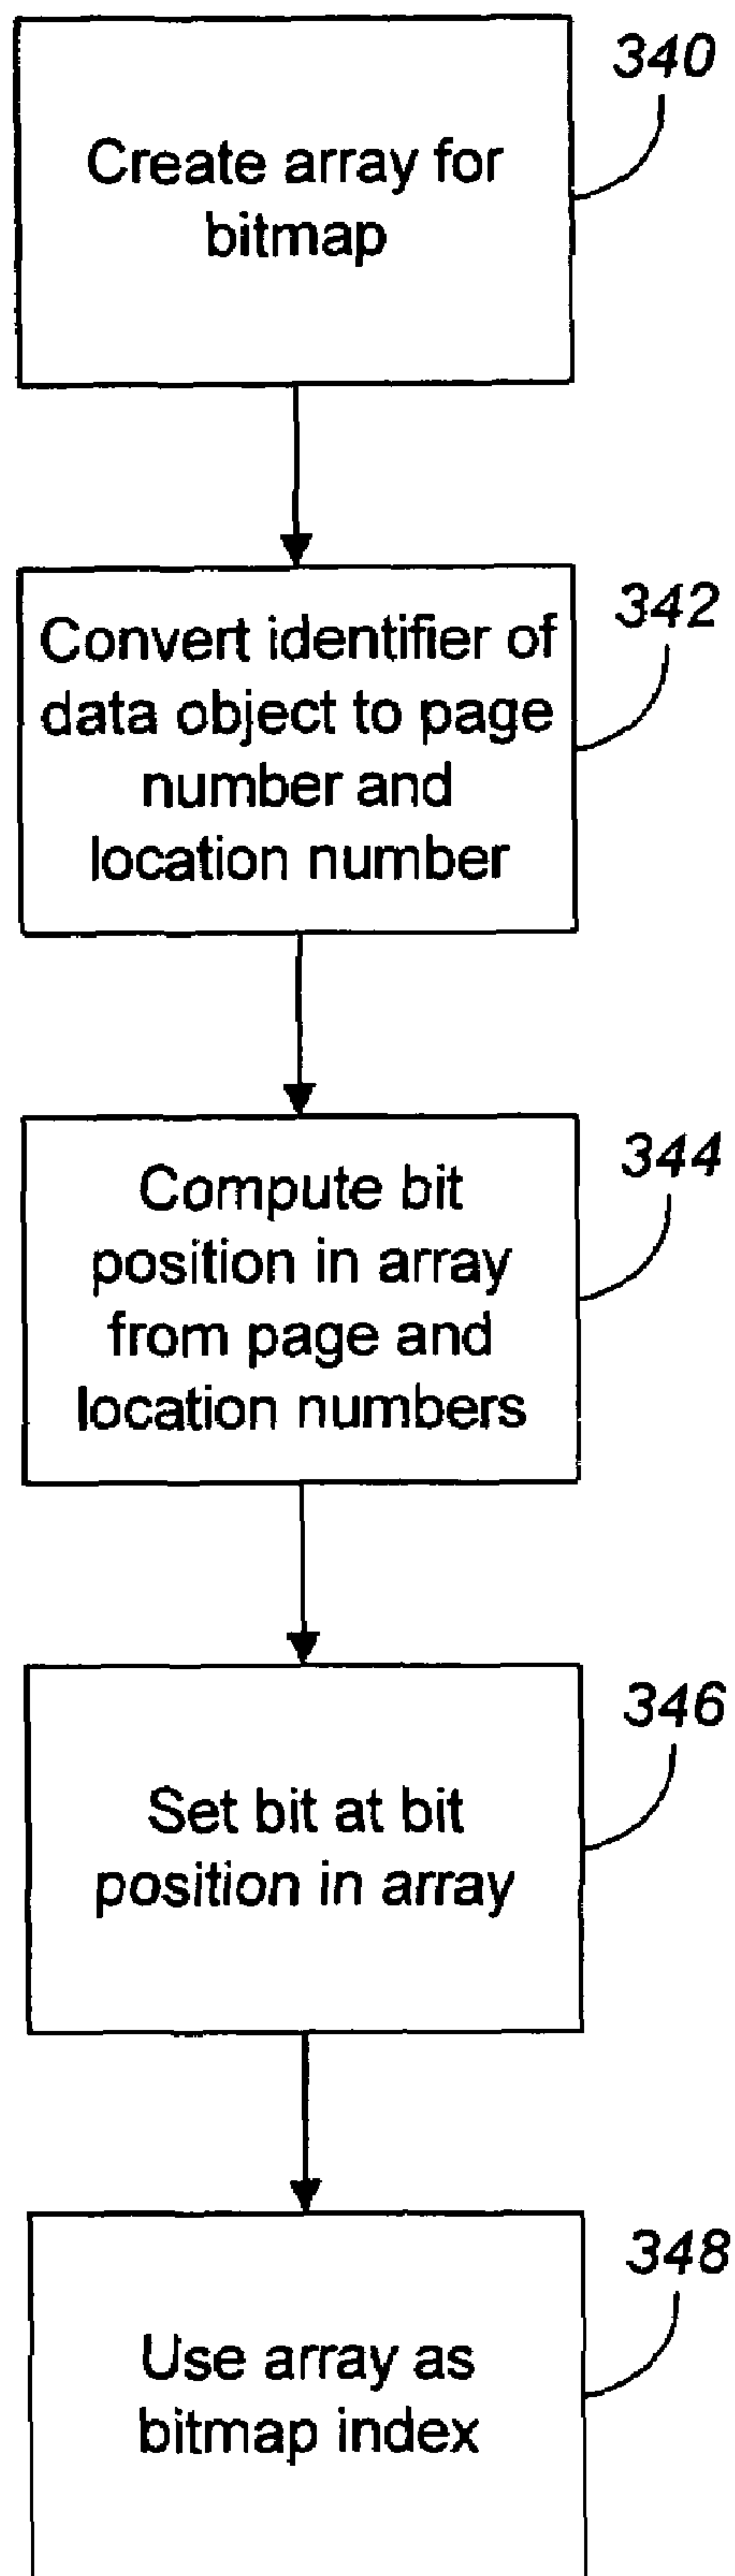 340
Create array for
bitmap
342
Convert identifier of
data object to page
number and
location number
344
Compute bit
position in array
from page and
location numbers
346
Set bit at bit
position in array
348
Use array as
bitmap index